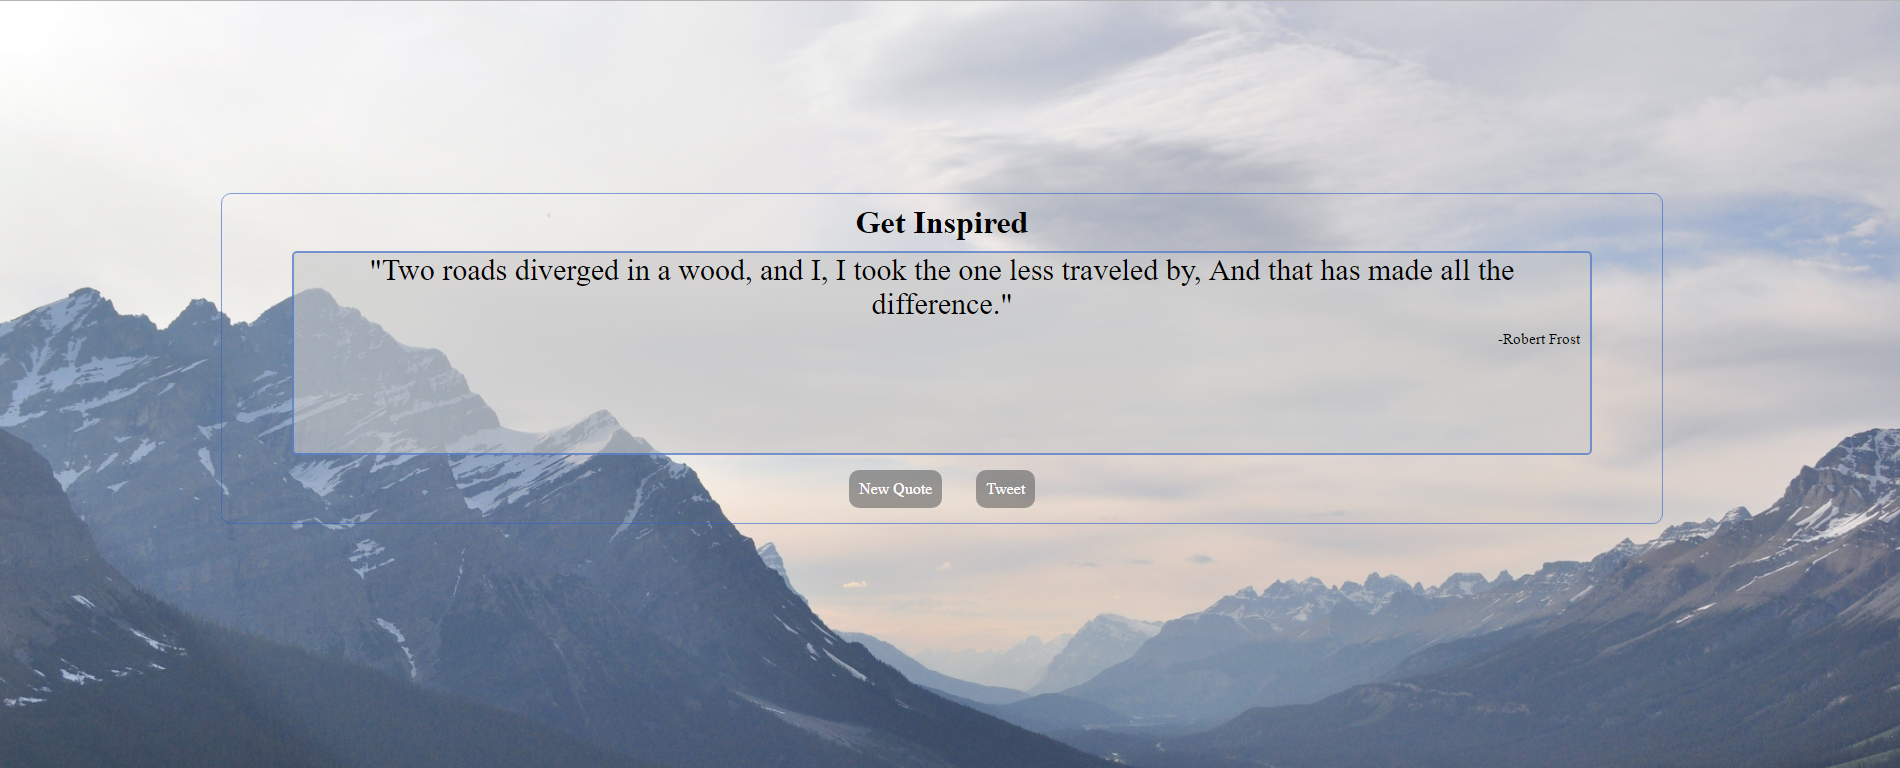 Get Inspired
"Two roads diverged in a wood, and I, I took the one less traveled by, And that has made all the
difference."
-Robert Frost
New Quote
Tweet